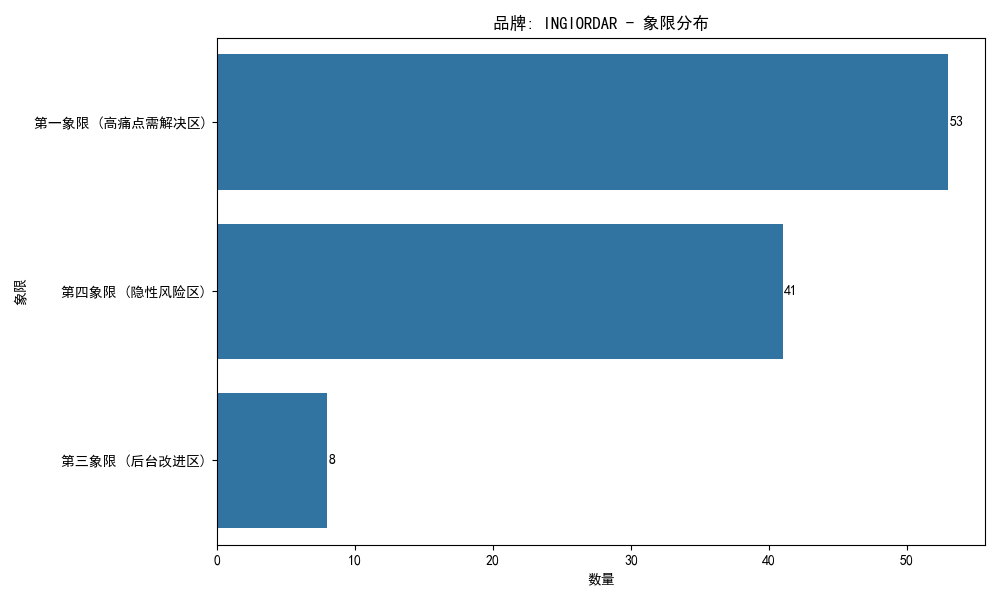 品牌: INGIORDAR - 象限分布
第一象限 (高痛点需解决区)
53
第四象限 (隐性风险区)
41
第三象限 (后台改进区)
8
象限
0 10 20 30 40 50
数量